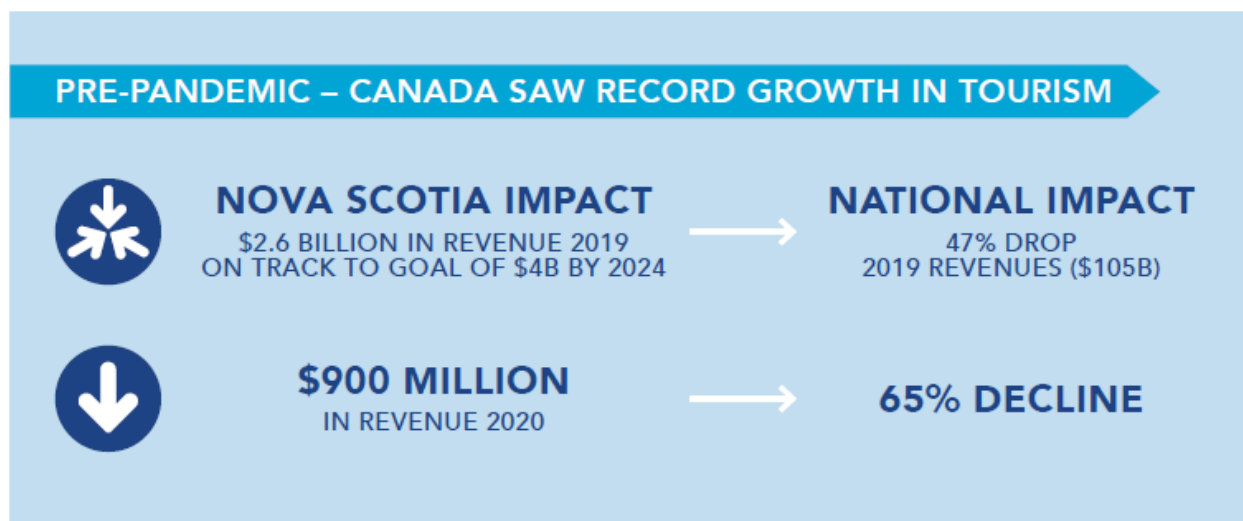 PRE-PANDEMIC – CANADA SAW RECORD GROWTH IN TOURISM
NOVA SCOTIA IMPACT
$2.6 BILLION IN REVENUE 2019
ON TRACK TO GOAL OF $4B BY 2024
NATIONAL IMPACT
47% DROP
2019 REVENUES ($105B)
$900 MILLION
IN REVENUE 2020
65% DECLINE